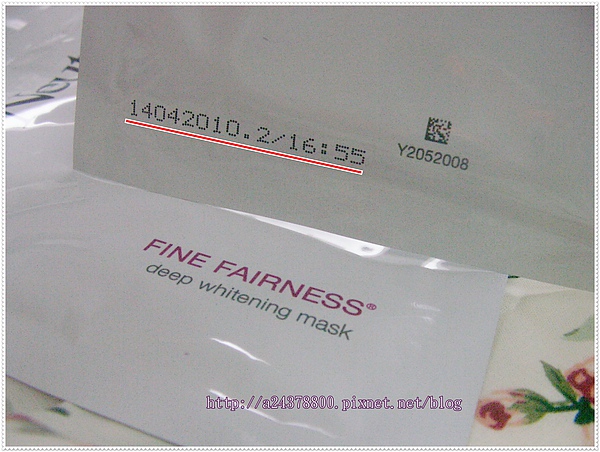 14042010.2/16:55
Y2052008
FINE FAIRNESS®
deep whitening mask
http://a24378800.pixnet.net/blog